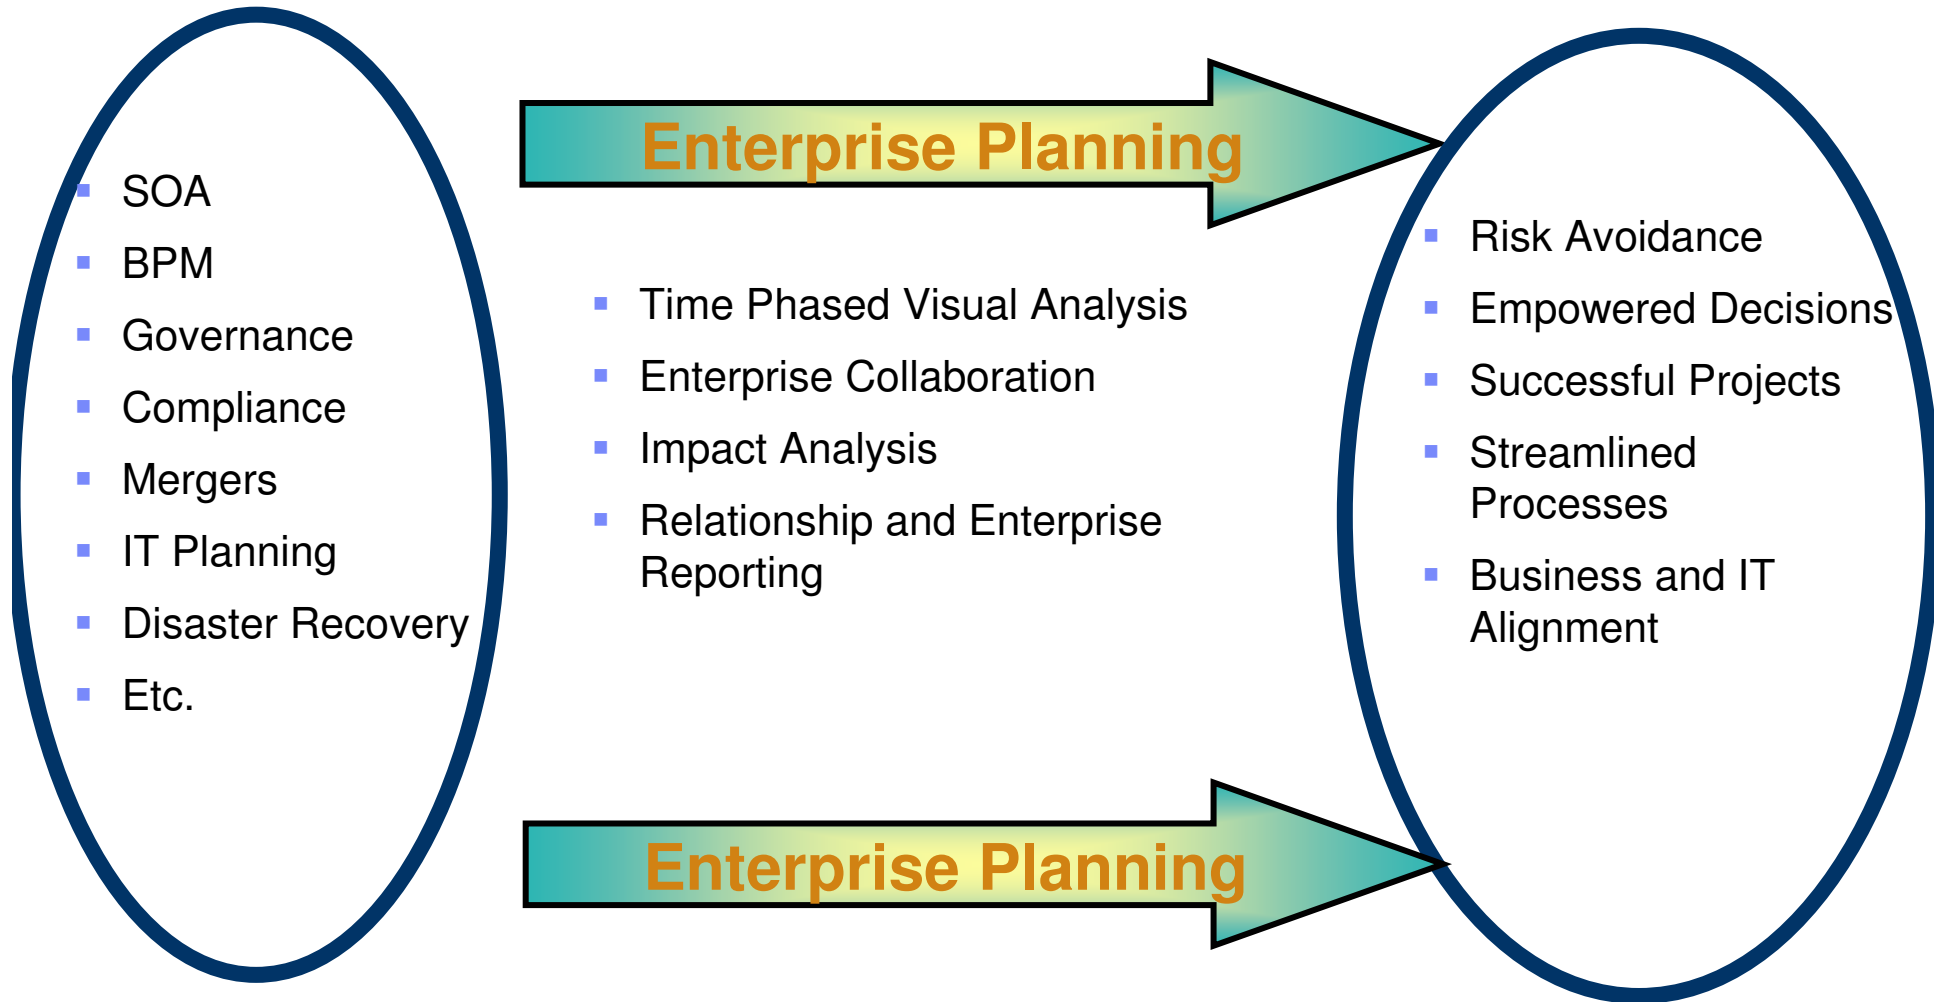 Enterprise Planning
SOA
BPM
Governance
Compliance
Mergers
IT Planning
Disaster Recovery
Etc.
Time Phased Visual Analysis
Enterprise Collaboration
Impact Analysis
Relationship and Enterprise
Reporting
Risk Avoidance
Empowered Decisions
Successful Projects
Streamlined
Processes
Business and IT
Alignment
Enterprise Planning